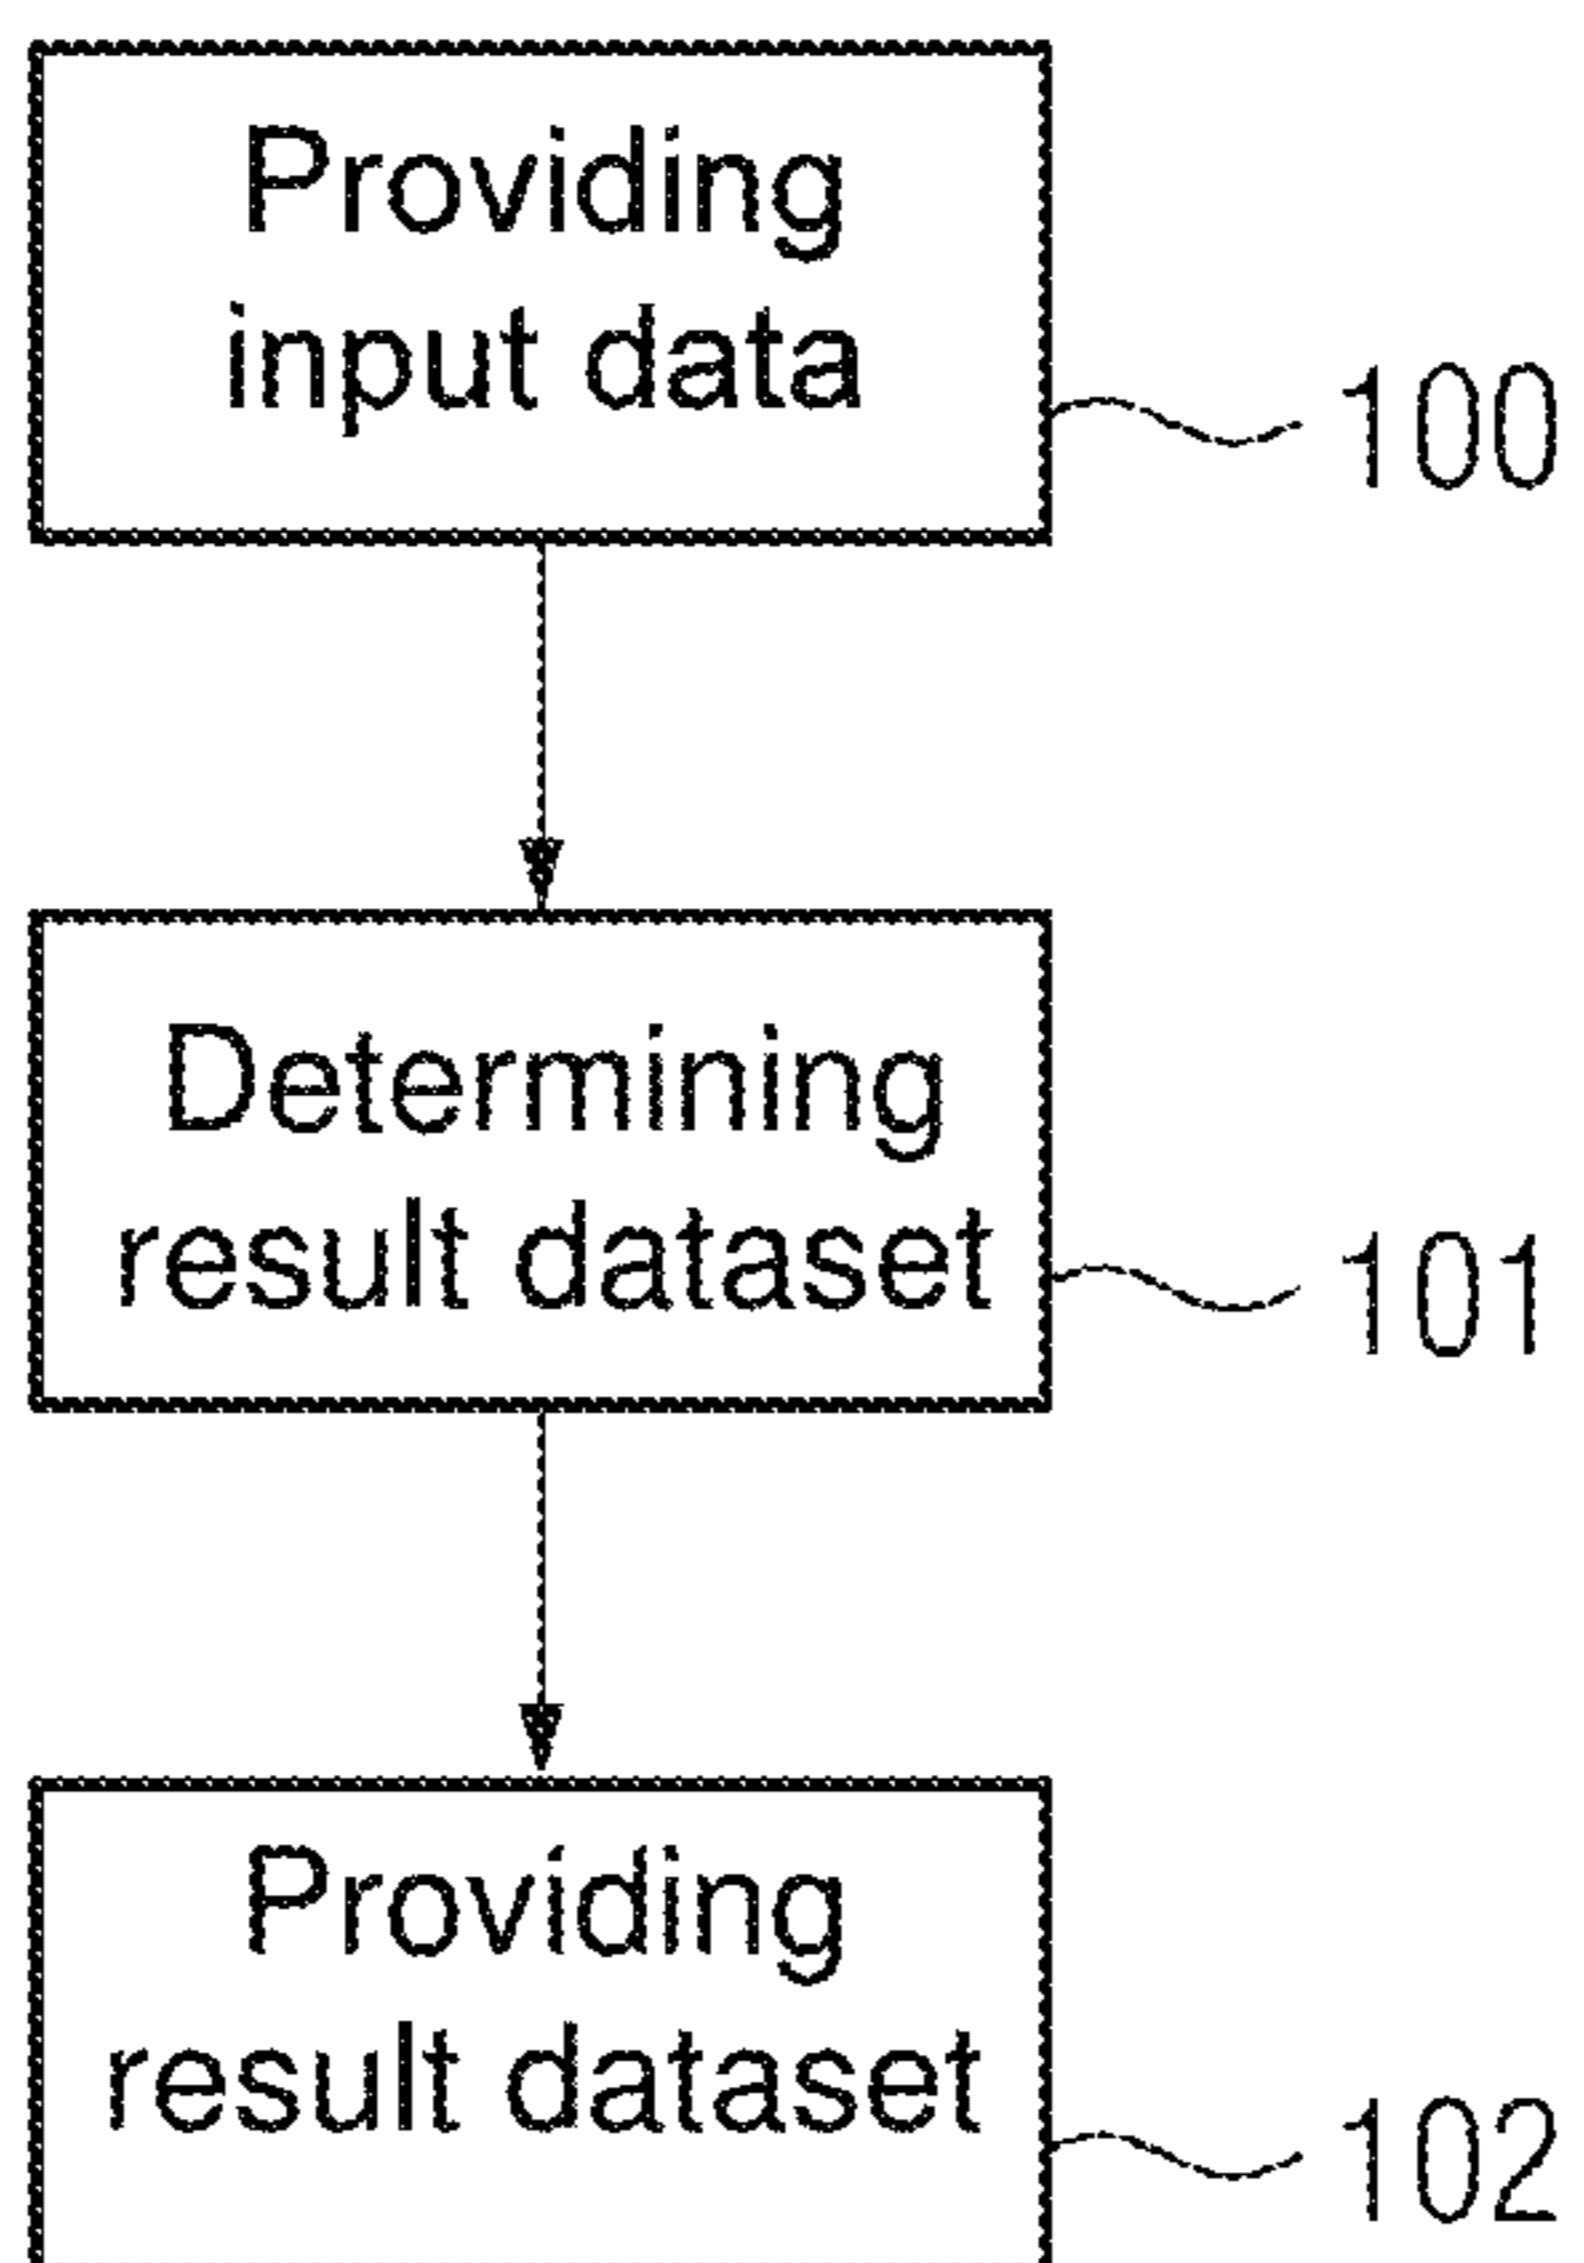 Providing
input data
100
Determining
result dataset
101
Providing
result dataset
102